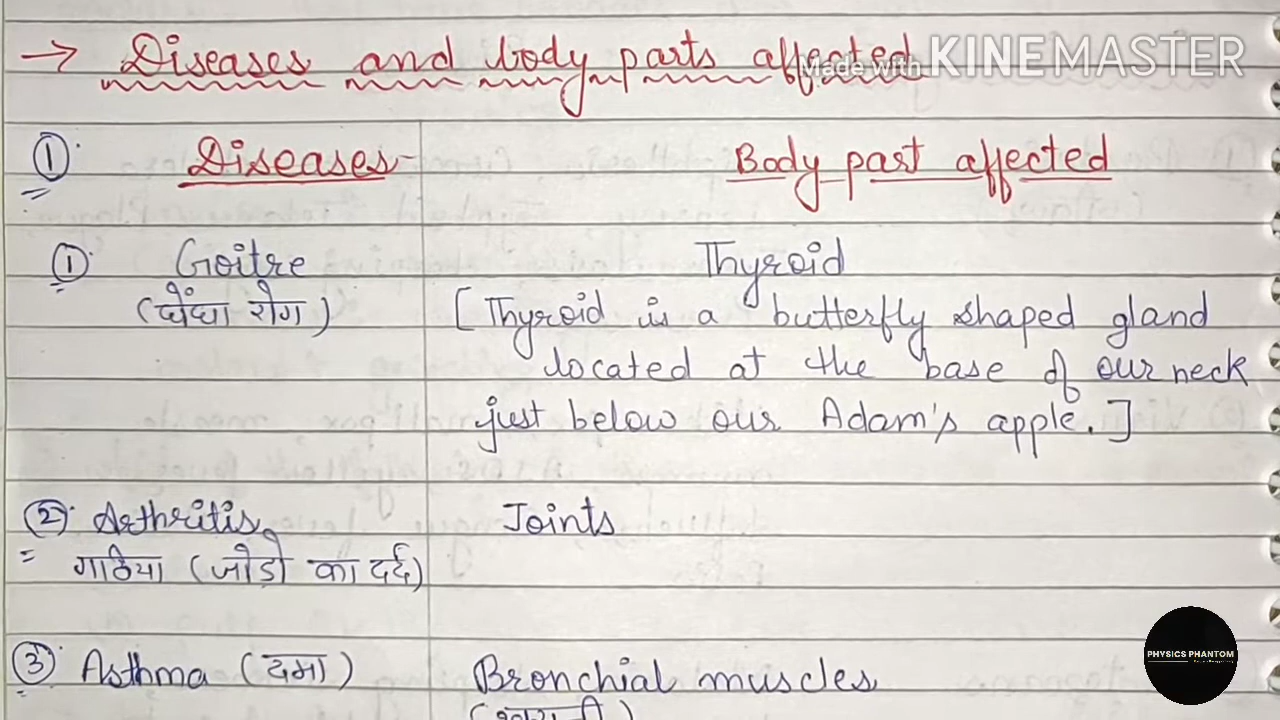 → Diseases and body parts affected
Made with KINEMASTER
① Diseases - Body part affected
① Goitre Thyroid
(घेंघा रोग) [Thyroid is a butterfly shaped gland
located at the base of our neck
just below our Adam's apple.]
② Arthritis Joints
= गाठिया (जोड़ो का दर्द)
③ Asthma (दमा) Bronchial muscles
PHYSICS PHANTOM